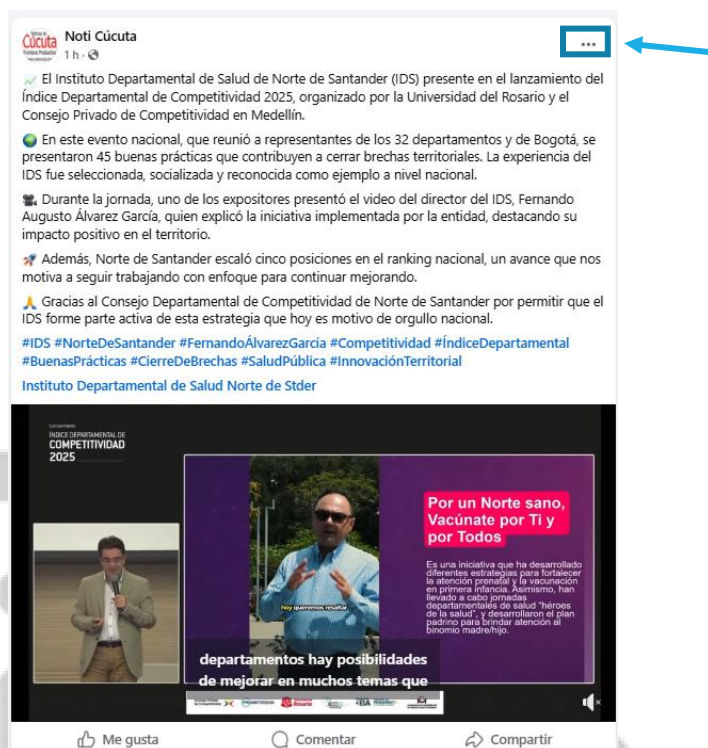 Noti Cúcuta
Cúcuta
1 h ·
...
El Instituto Departamental de Salud de Norte de Santander (IDS) presente en el lanzamiento del
Índice Departamental de Competitividad 2025, organizado por la Universidad del Rosario y el
Consejo Privado de Competitividad en Medellín.
En este evento nacional, que reunió a representantes de los 32 departamentos y de Bogotá, se
presentaron 45 buenas prácticas que contribuyen a cerrar brechas territoriales. La experiencia del
IDS fue seleccionada, socializada y reconocida como ejemplo a nivel nacional.
Durante la jornada, uno de los expositores presentó el video del director del IDS, Fernando
Augusto Álvarez García, quien explicó la iniciativa implementada por la entidad, destacando su
impacto positivo en el territorio.
Además, Norte de Santander escaló cinco posiciones en el ranking nacional, un avance que nos
motiva a seguir trabajando con enfoque para continuar mejorando.
Gracias al Consejo Departamental de Competitividad de Norte de Santander por permitir que el
IDS forme parte activa de esta estrategia que hoy es motivo de orgullo nacional.
#IDS #NorteDeSantander #FernandoÁlvarezGarcía #Competitividad #ÍndiceDepartamental
#BuenasPrácticas #CierreDeBrechas #SaludPública #InnovaciónTerritorial
Instituto Departamental de Salud Norte de Stder
Lanzamiento
ÍNDICE DEPARTAMENTAL DE
COMPETITIVIDAD
2025
Por un Norte sano,
Vacúnate por Ti y
por Todos
Es una iniciativa que ha desarrollado
diferentes estrategias para fortalecer
la atención prenatal y la vacunación
en primera infancia. Asimismo, han
llevado a cabo jornadas
departamentales de salud "héroes
de la salud", y desarrollaron el plan
padrino para brindar atención al
binomio madre/hijo.
hoy queremos resaltar
departamentos hay posibilidades
de mejorar en muchos temas que
Rosario
Me gusta
Comentar
Compartir